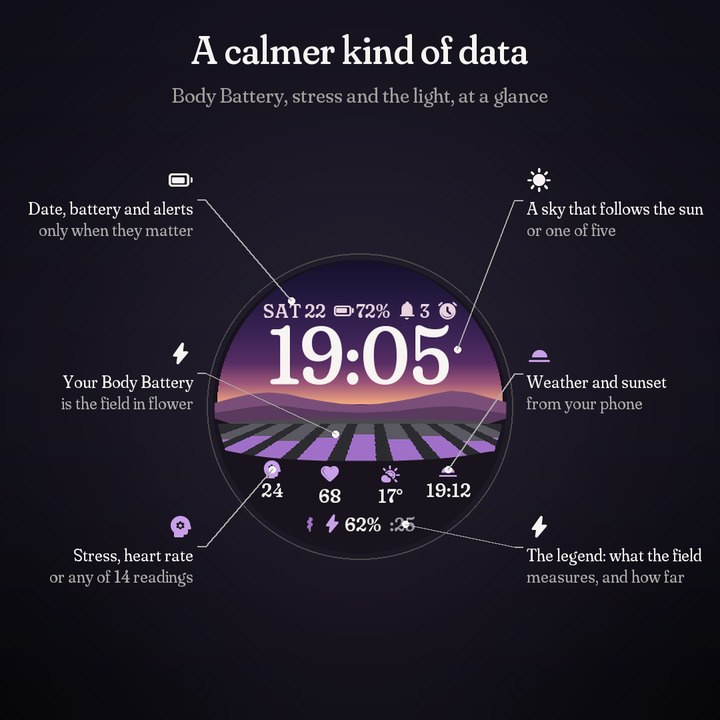 A calmer kind of data
Body Battery, stress and the light, at a glance
Date, battery and alerts
only when they matter
A sky that follows the sun
or one of five
SAT 22 72% 3
19:05
Your Body Battery
is the field in flower
Weather and sunset
from your phone
24 68 17° 19:12
62% :25
Stress, heart rate
or any of 14 readings
The legend: what the field
measures, and how far